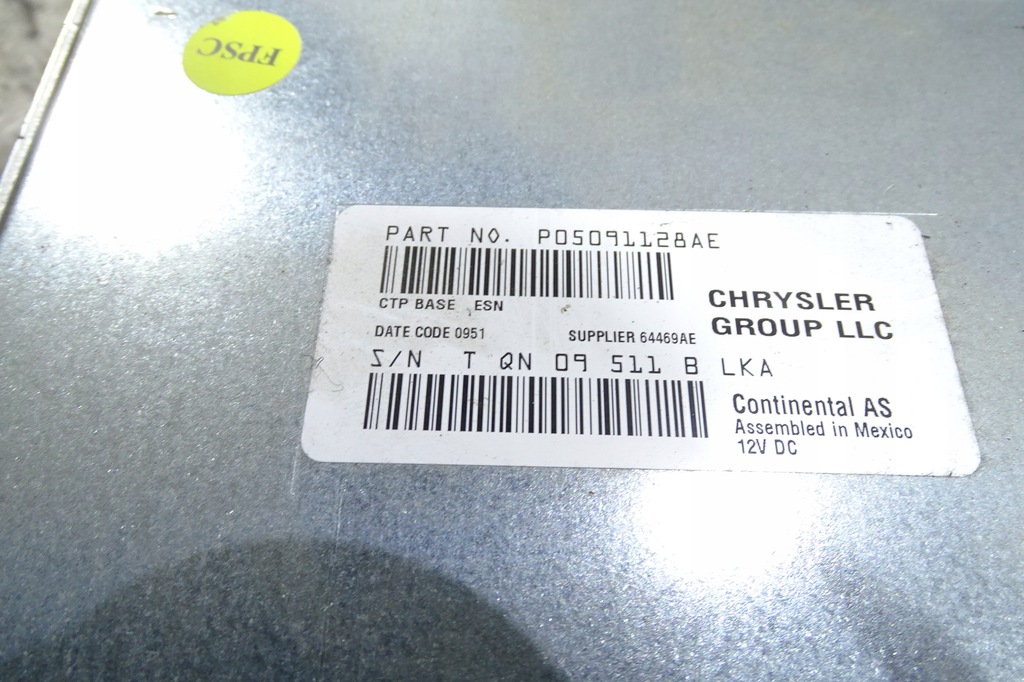 FPSC
PART NO. P05091128AE
CTP BASE ESN
DATE CODE 0951 SUPPLIER 64469AE
CHRYSLER
GROUP LLC
S/N T QN 09 511 B LKA
Continental AS
Assembled in Mexico
12V DC